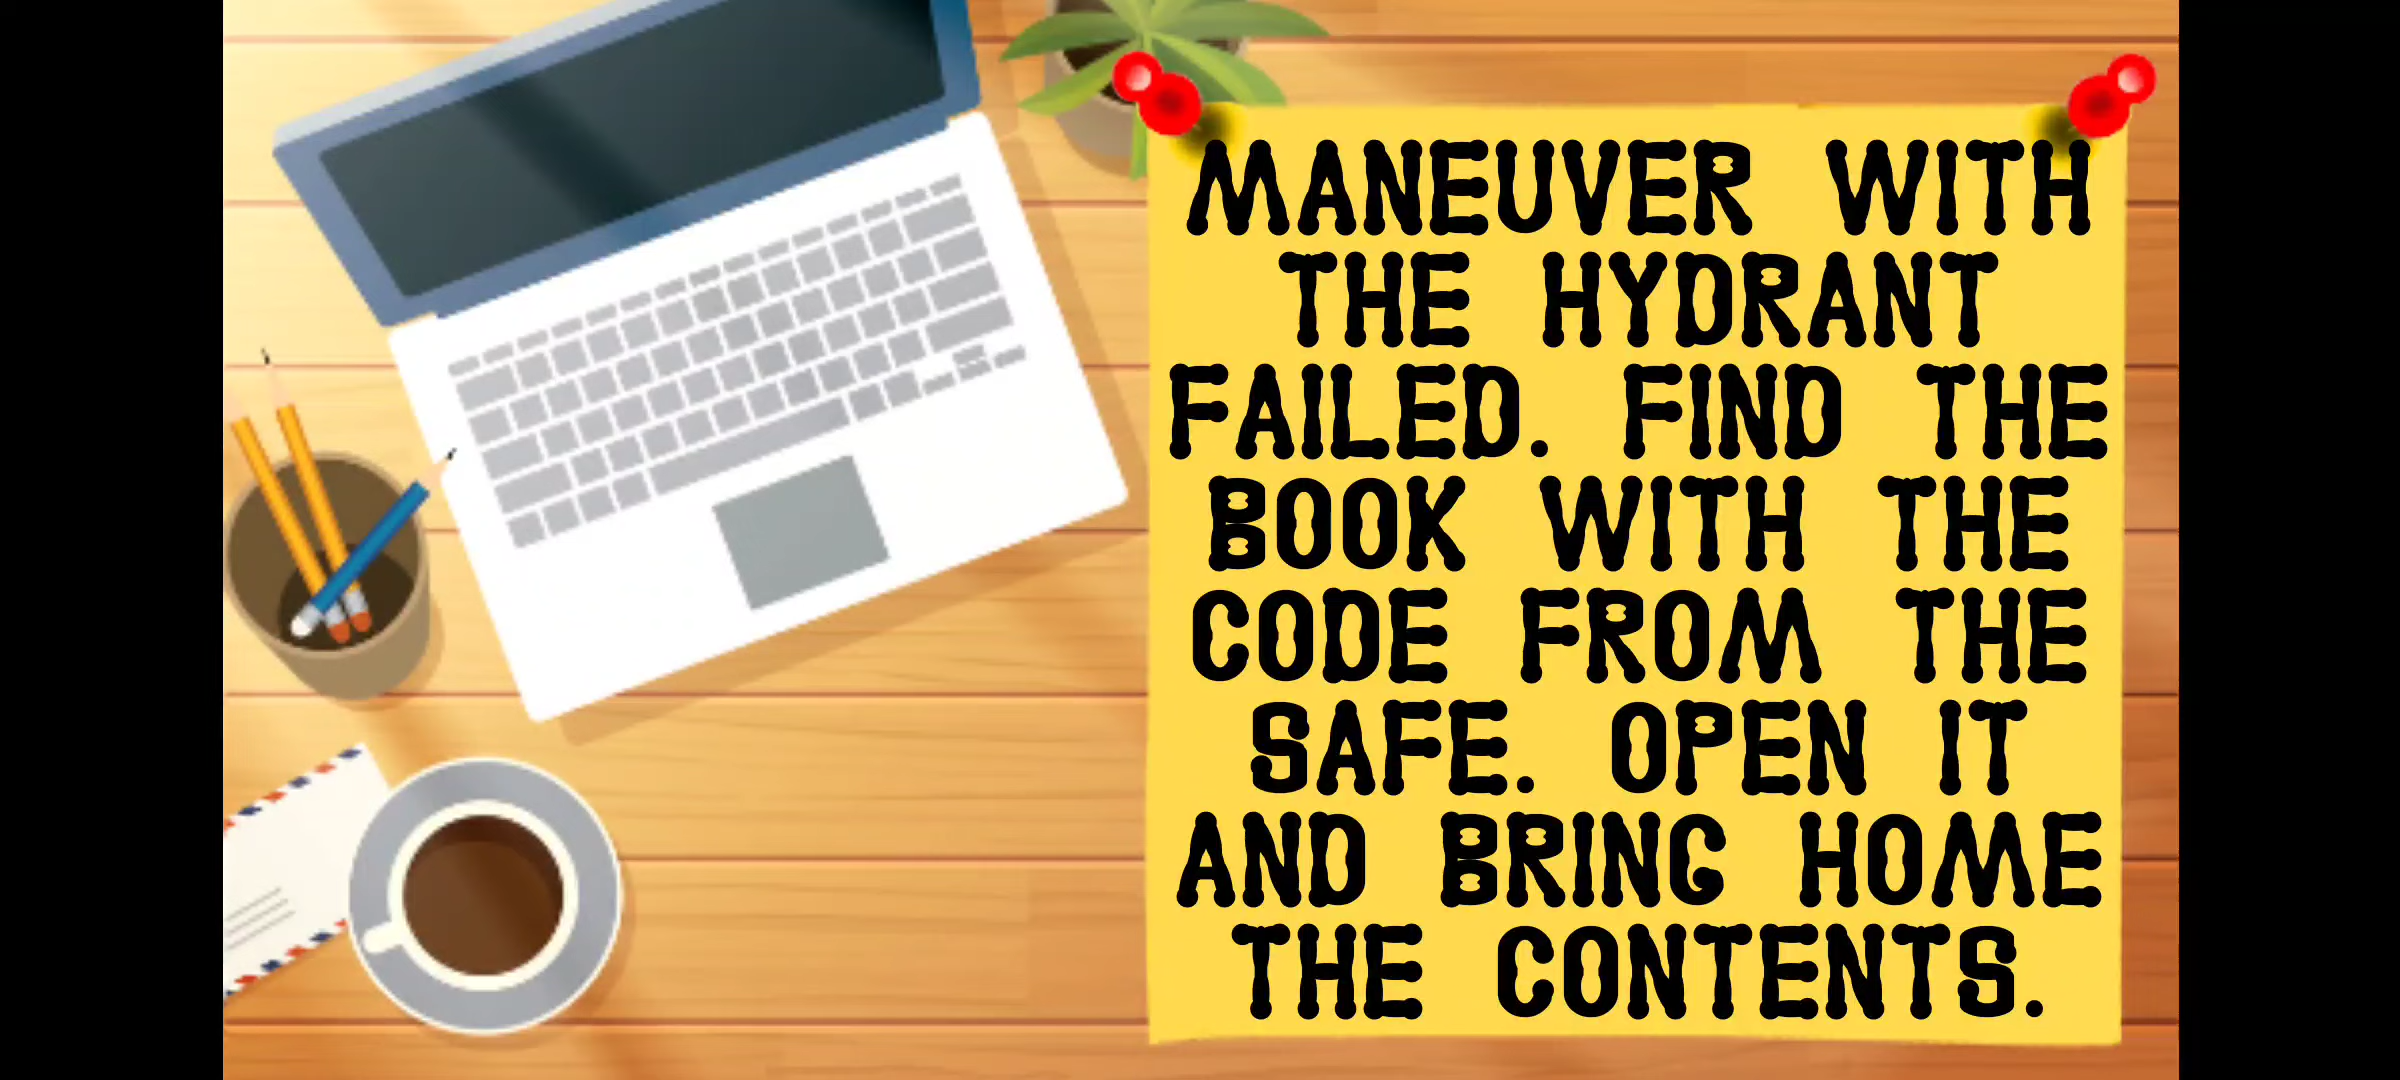 MANEUVER WITH
THE HYDRANT
FAILED. FIND THE
BOOK WITH THE
CODE FROM THE
SAFE. OPEN IT
AND BRING HOME
THE CONTENTS.